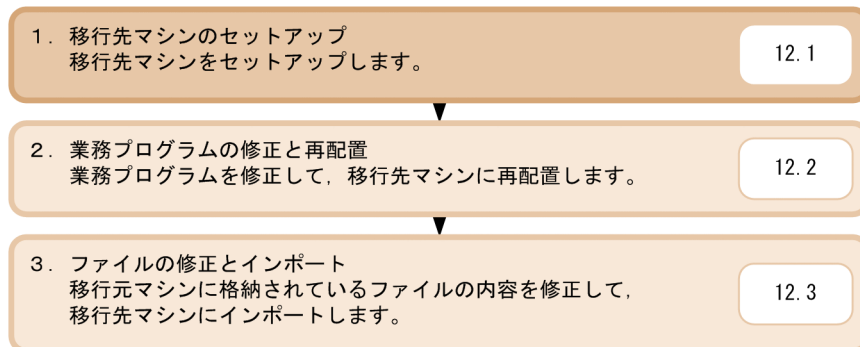 1. 移行先マシンのセットアップ
移行先マシンをセットアップします。
12.1
2. 業務プログラムの修正と再配置
業務プログラムを修正して，移行先マシンに再配置します。
12.2
3. ファイルの修正とインポート
移行元マシンに格納されているファイルの内容を修正して，
移行先マシンにインポートします。
12.3